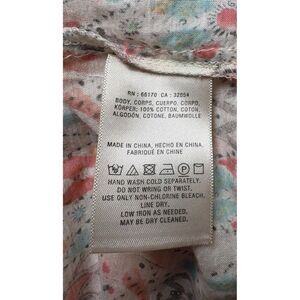 RN : 66170 CA : 32654
BODY, CORPS, CUERPO, CORPO,
KÖRPER: 100% COTTON, COTON,
ALGODÓN, COTONE, BAUMWOLLE
MADE IN CHINA, HECHO EN CHINA.
FABRIQUÉ EN CHINE
HAND WASH COLD SEPARATELY.
DO NOT WRING OR TWIST.
USE ONLY NON-CHLORINE BLEACH.
LINE DRY.
LOW IRON AS NEEDED.
MAY BE DRY CLEANED.